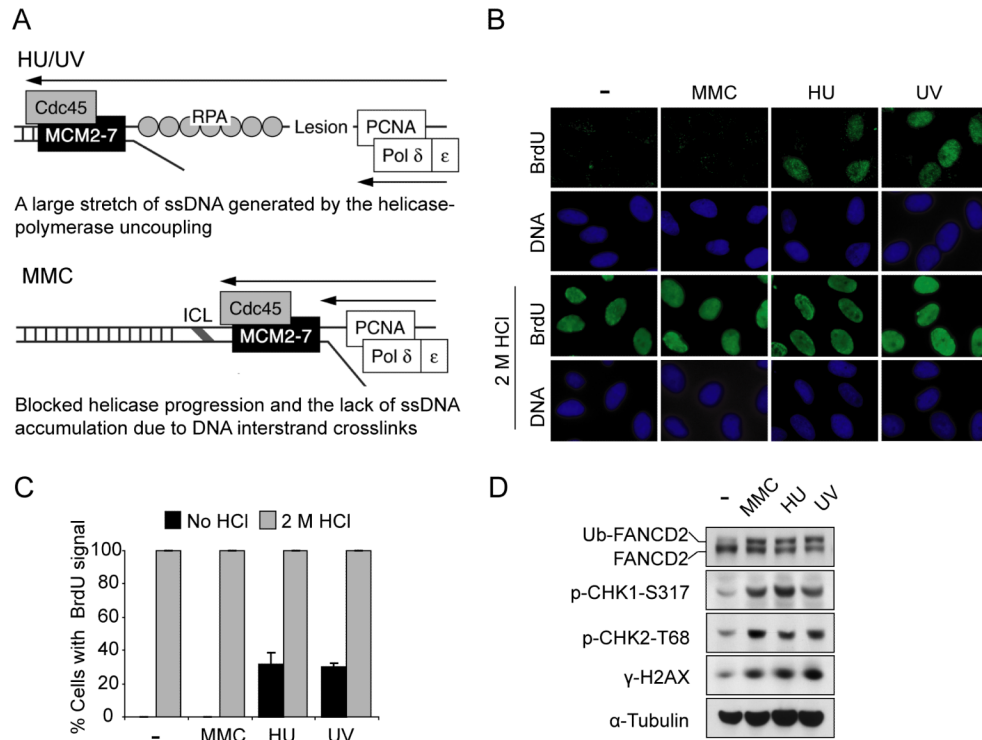 A
HU/UV
Cdc45
MCM2-7
RPA
Lesion
PCNA
Pol δ ε
A large stretch of ssDNA generated by the helicase-
polymerase uncoupling
MMC
ICL
Cdc45
MCM2-7
PCNA
Pol δ ε
Blocked helicase progression and the lack of ssDNA
accumulation due to DNA interstrand crosslinks
B
- MMC HU UV
BrdU
DNA
2 M HCl
BrdU
DNA
C
No HCl 2 M HCl
% Cells with BrdU signal
100
80
60
40
20
0
- MMC HU UV
D
- MMC HU UV
Ub-FANCD2
FANCD2
p-CHK1-S317
p-CHK2-T68
γ-H2AX
α-Tubulin